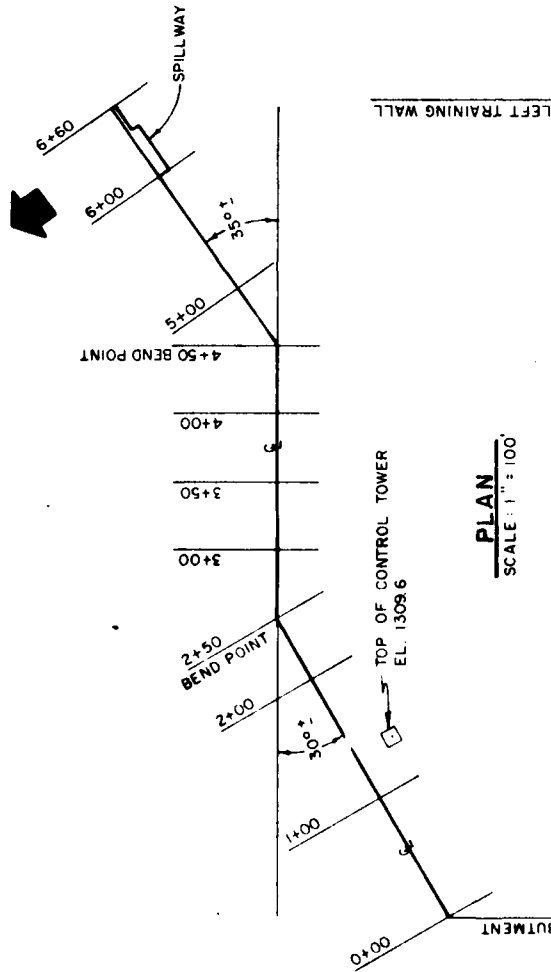 6+60
SPILLWAY
6+00
35°±
5+00
4+50 BEND POINT
4+00
3+50
3+00
2+50
BEND POINT
2+00
30°±
1+00
0+00
TOP OF CONTROL TOWER
EL. 1309.6
PLAN
SCALE: 1" = 100'
LEFT TRAINING WALL
BUTMENT